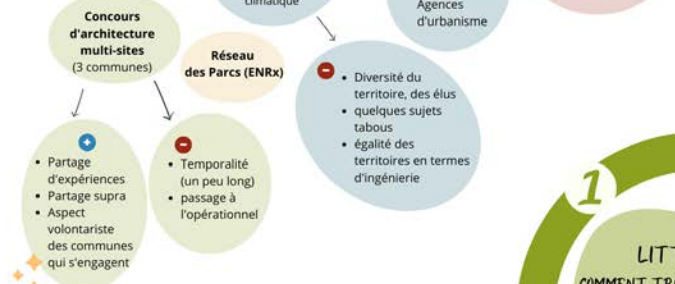 climatique
Agences
d'urbanisme
Concours
d'architecture
multi-sites
(3 communes)
Réseau
des Parcs (ENRx)
• Diversité du
territoire, des élus
• quelques sujets
tabous
• égalité des
territoires en termes
d'ingénierie
• Partage
d'expériences
• Partage supra
• Aspect
volontariste
des communes
qui s'engagent
• Temporalité
(un peu long)
• passage à
l'opérationnel
1
LITT
COMMENT TRA